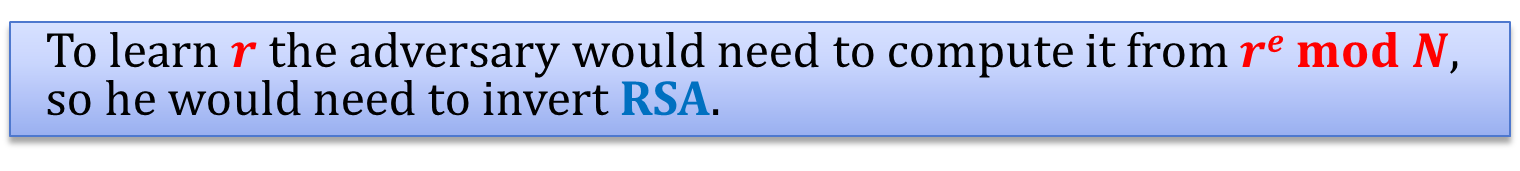 To learn r the adversary would need to compute it from rᵉ mod N,
so he would need to invert RSA.